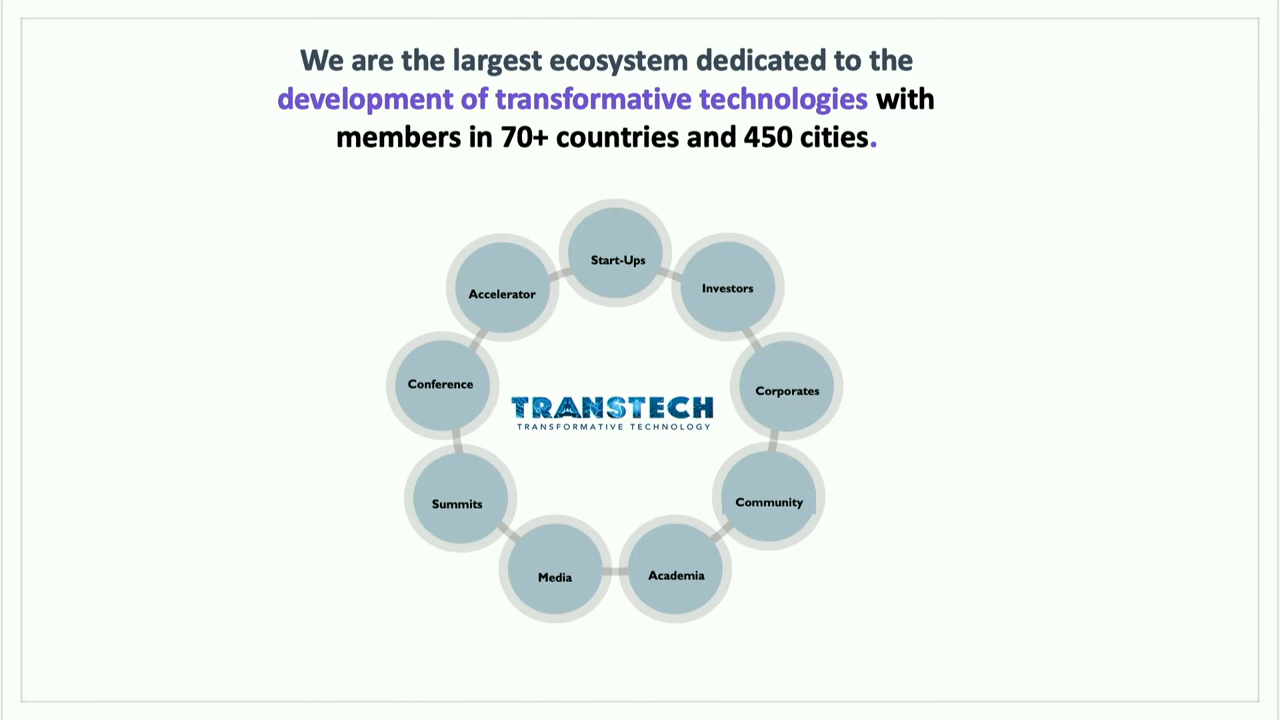 We are the largest ecosystem dedicated to the
development of transformative technologies with
members in 70+ countries and 450 cities.
Start-Ups
Investors
Accelerator
Conference
Corporates
TRANSTECH
TRANSFORMATIVE TECHNOLOGY
Summits
Community
Media
Academia